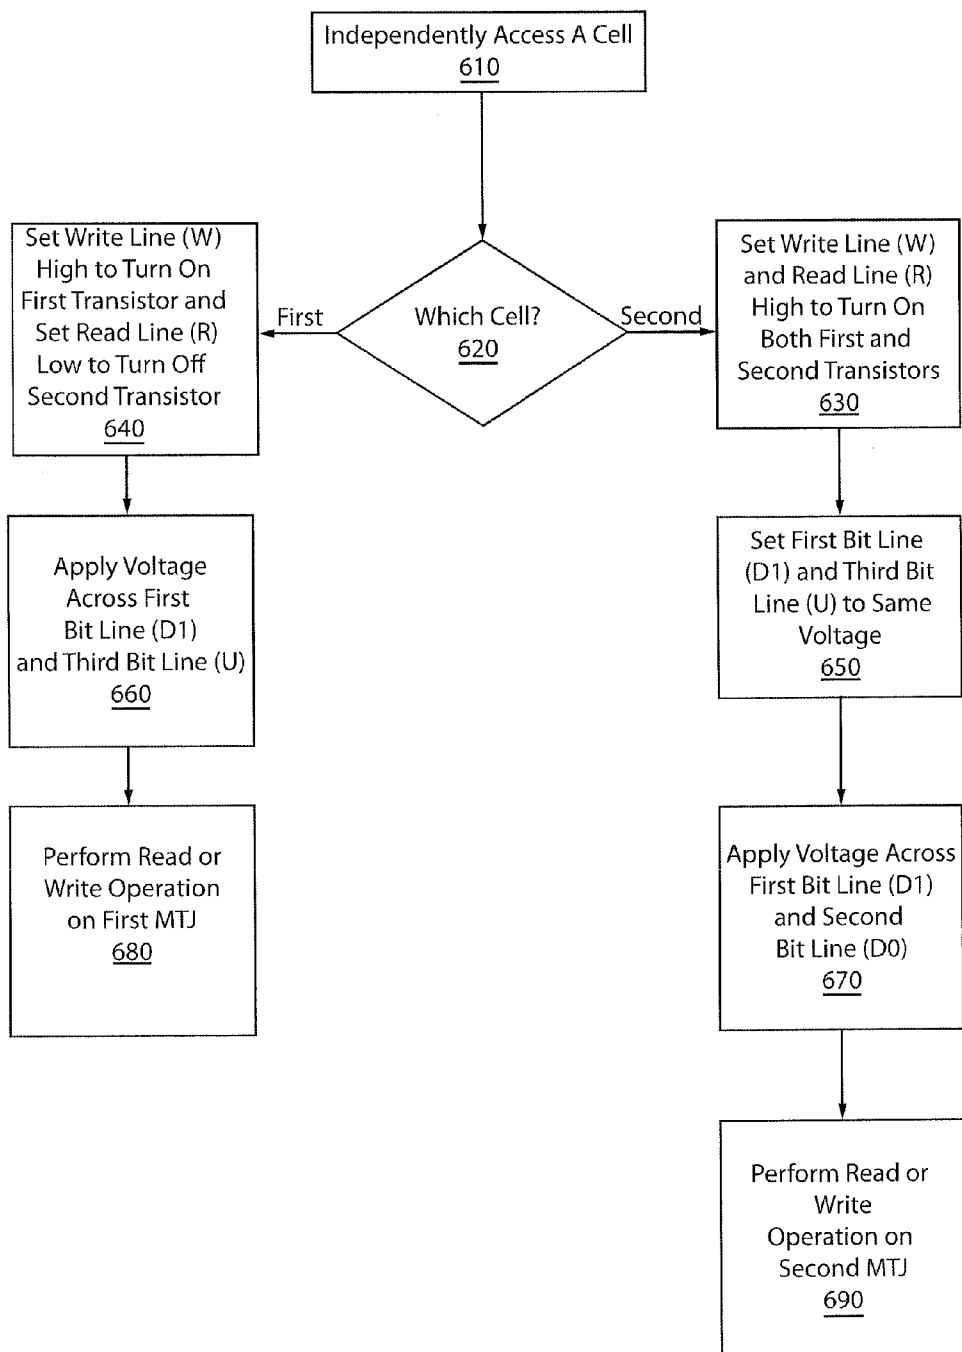 Independently Access A Cell
610
Set Write Line (W)
High to Turn On
First Transistor and
Set Read Line (R)
Low to Turn Off
Second Transistor
640
First
Which Cell?
620
Second
Set Write Line (W)
and Read Line (R)
High to Turn On
Both First and
Second Transistors
630
Apply Voltage
Across First
Bit Line (D1)
and Third Bit Line (U)
660
Set First Bit Line
(D1) and Third Bit
Line (U) to Same
Voltage
650
Perform Read or
Write Operation
on First MTJ
680
Apply Voltage Across
First Bit Line (D1)
and Second
Bit Line (D0)
670
Perform Read or
Write
Operation on
Second MTJ
690